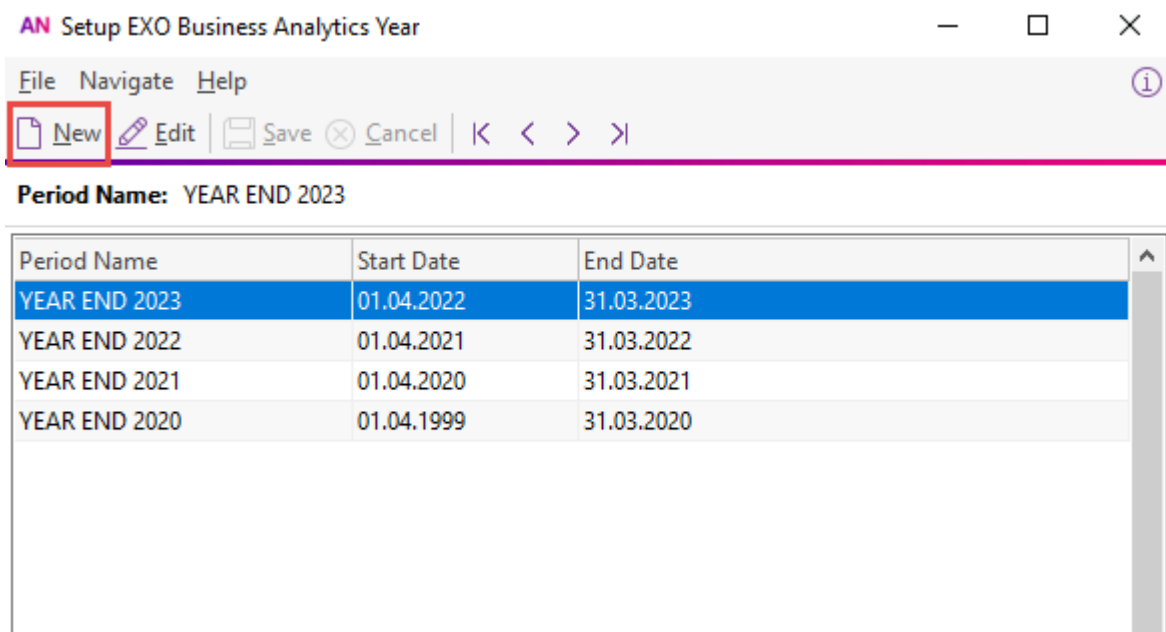 AN Setup EXO Business Analytics Year
File Navigate Help
New Edit Save Cancel
Period Name: YEAR END 2023
Period Name Start Date End Date
YEAR END 2023 01.04.2022 31.03.2023
YEAR END 2022 01.04.2021 31.03.2022
YEAR END 2021 01.04.2020 31.03.2021
YEAR END 2020 01.04.1999 31.03.2020